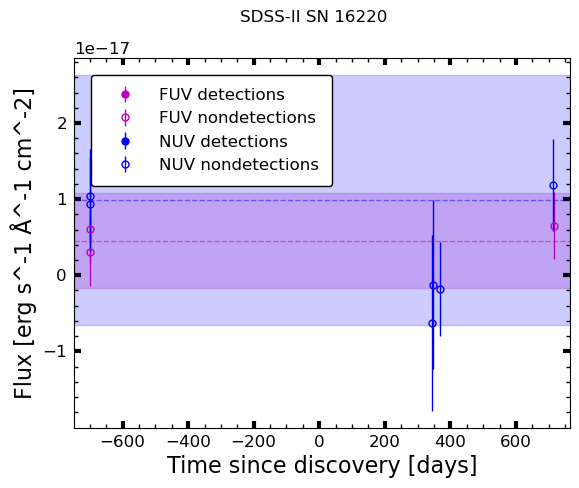 SDSS-II SN 16220
1e−17
FUV detections
FUV nondetections
NUV detections
NUV nondetections
2
1
0
−1
Flux [erg s^-1 Å^-1 cm^-2]
−600 −400 −200 0 200 400 600
Time since discovery [days]